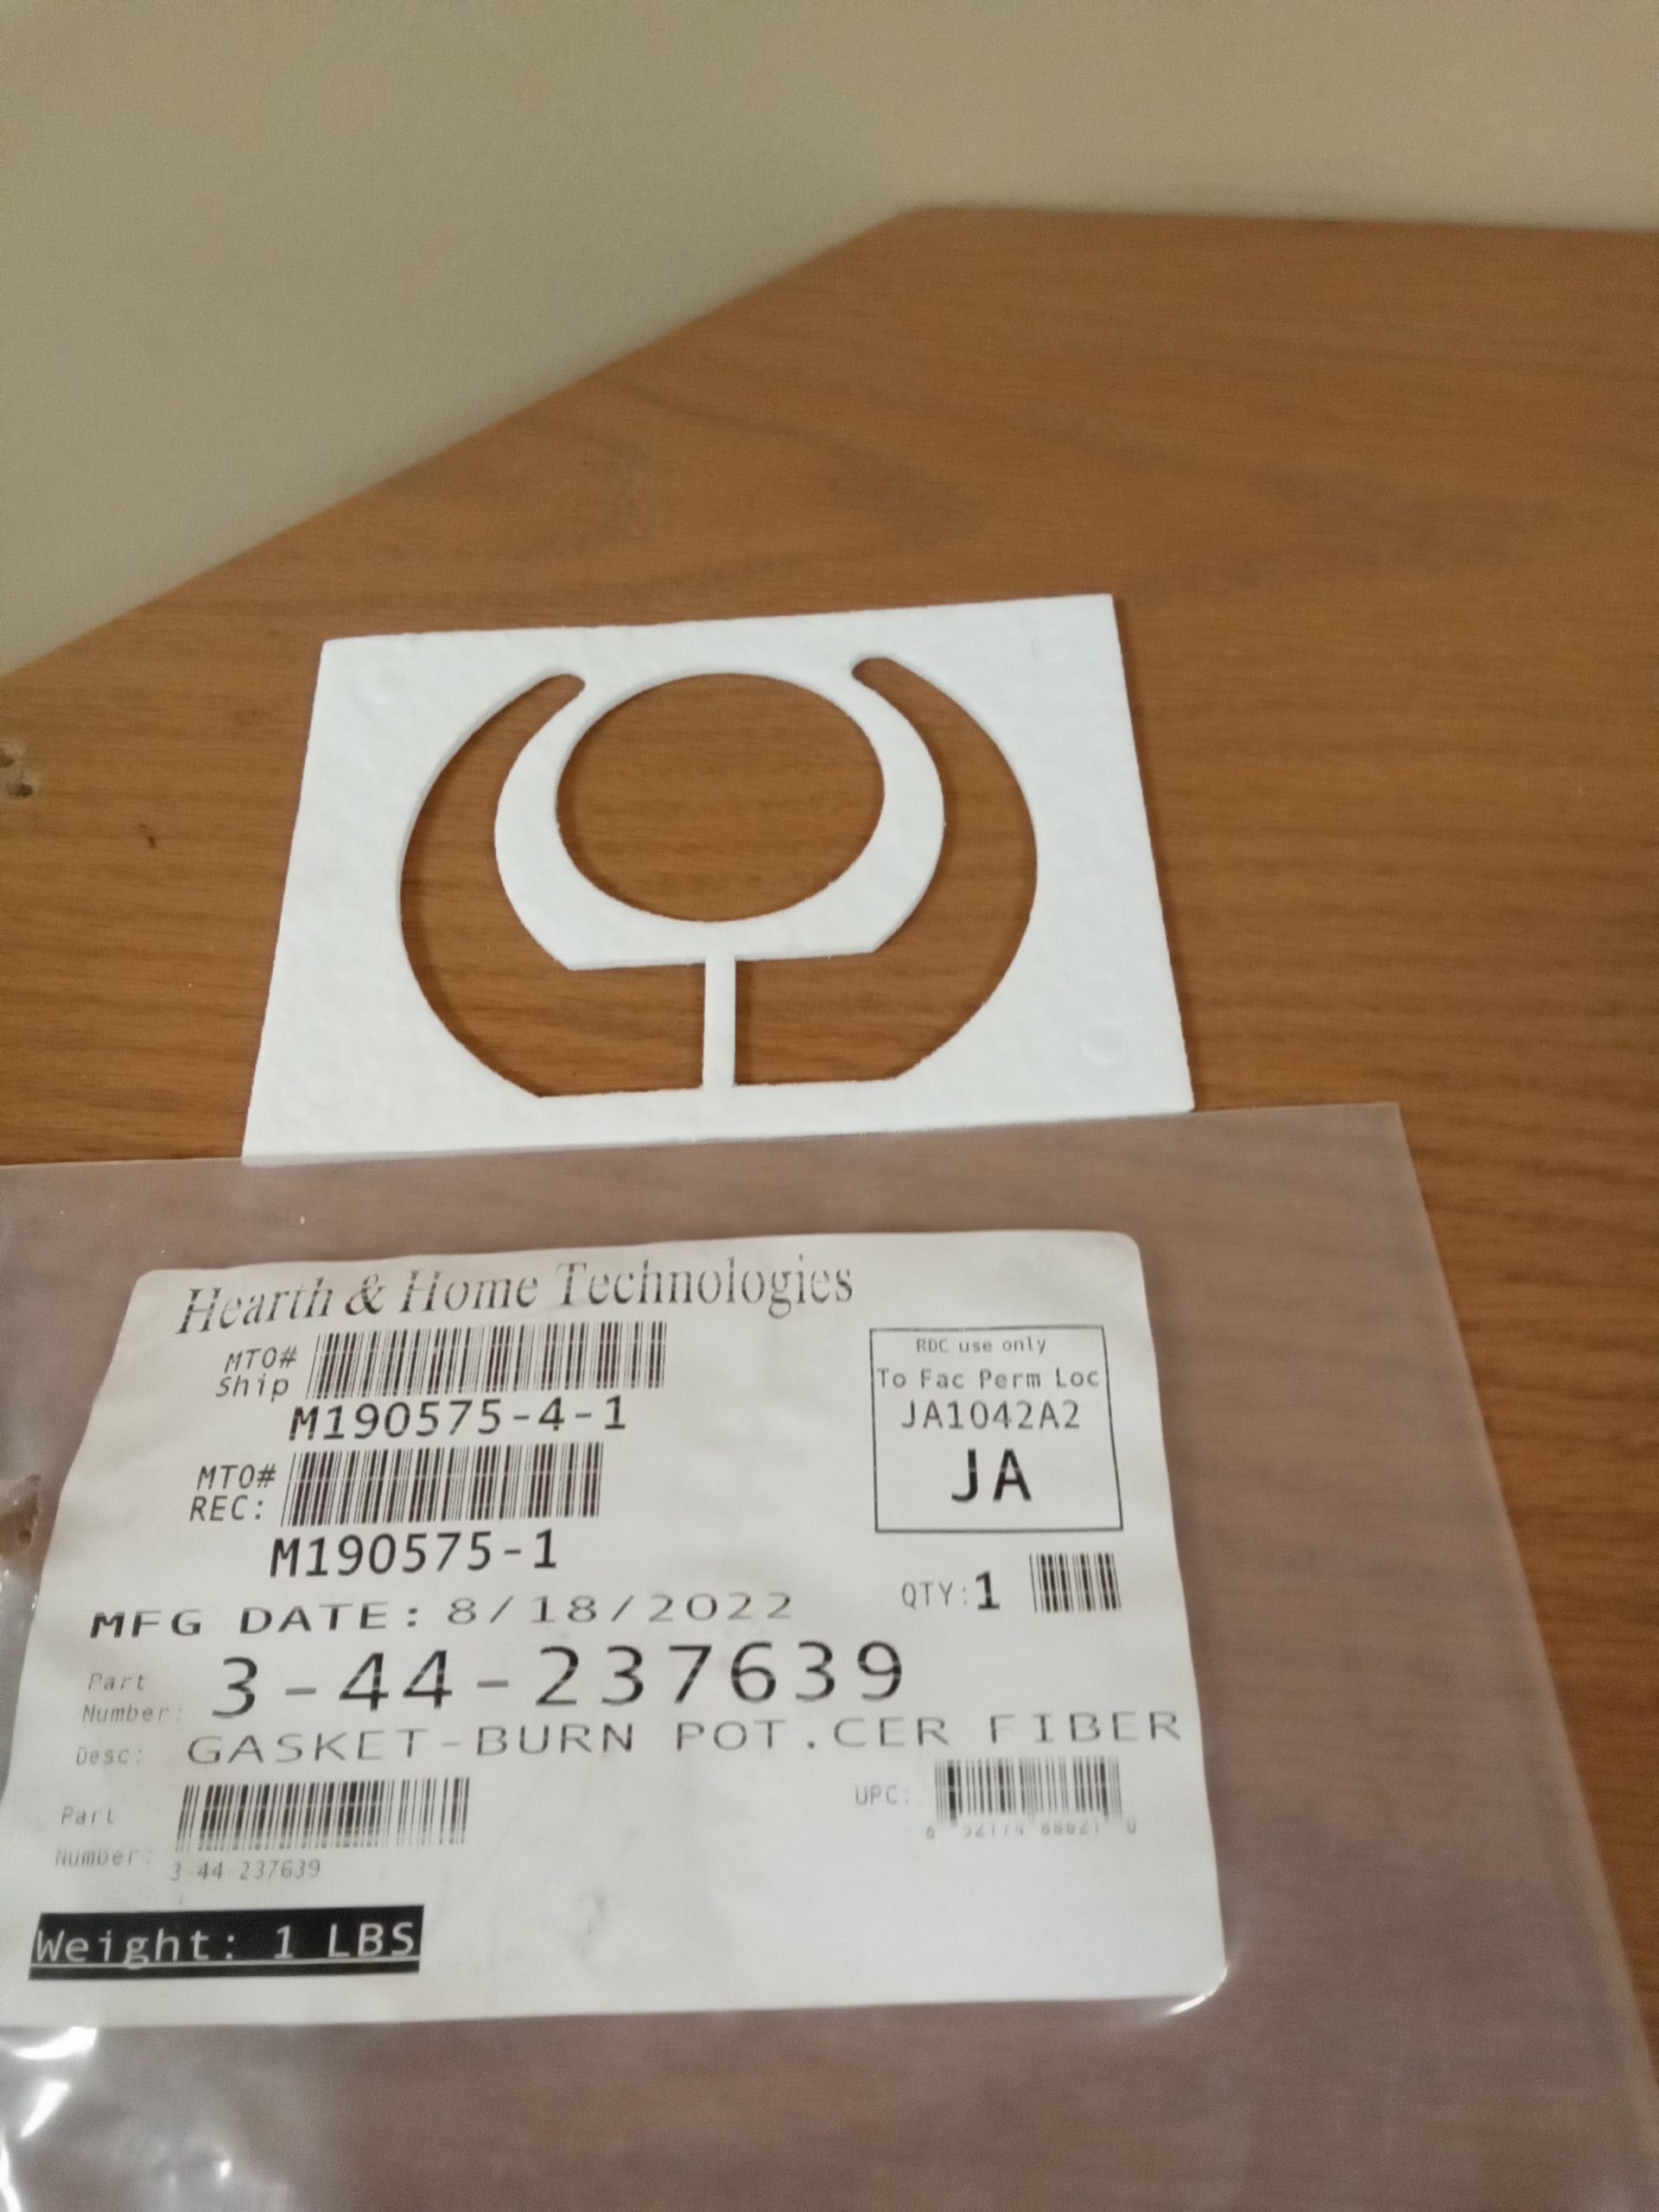 Hearth & Home Technologies
MTO#
Ship
M190575-4-1
MTO#
REC:
M190575-1
RDC use only
To Fac Perm Loc
JA1042A2
JA
QTY:1
MFG DATE: 8/18/2022
Part
Number: 3-44-237639
Desc: GASKET-BURN POT.CER FIBER
Part
Number:
3-44-237639
UPC:
Weight: 1 LBS